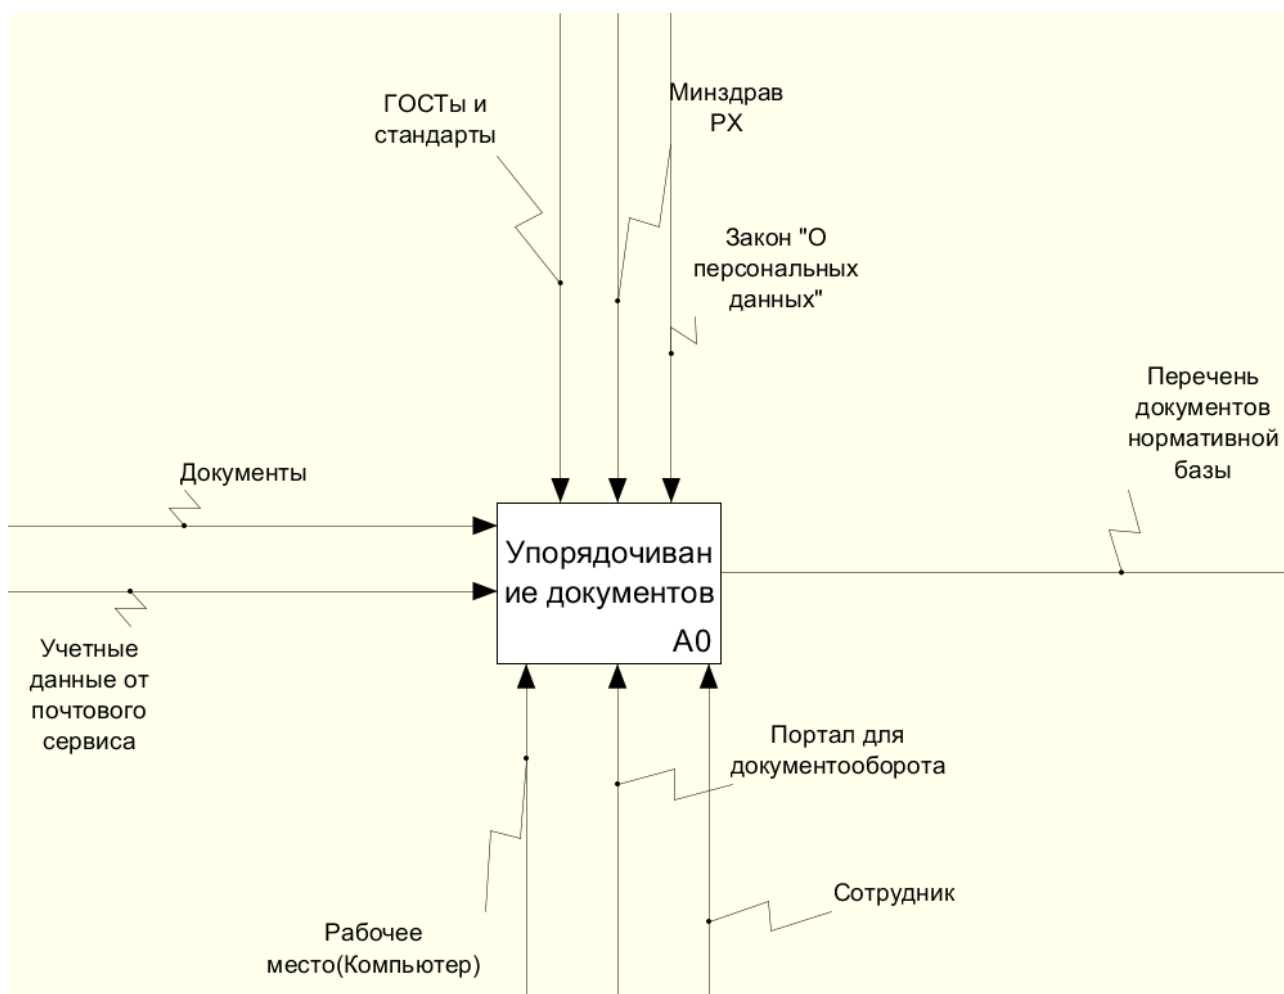 ГОСТы и
стандарты
Минздрав
РХ
Закон "О
персональных
данных"
Перечень
документов
нормативной
базы
Документы
Упорядочиван
ие документов
A0
Учетные
данные от
почтового
сервиса
Портал для
документооборота
Сотрудник
Рабочее
место(Компьютер)